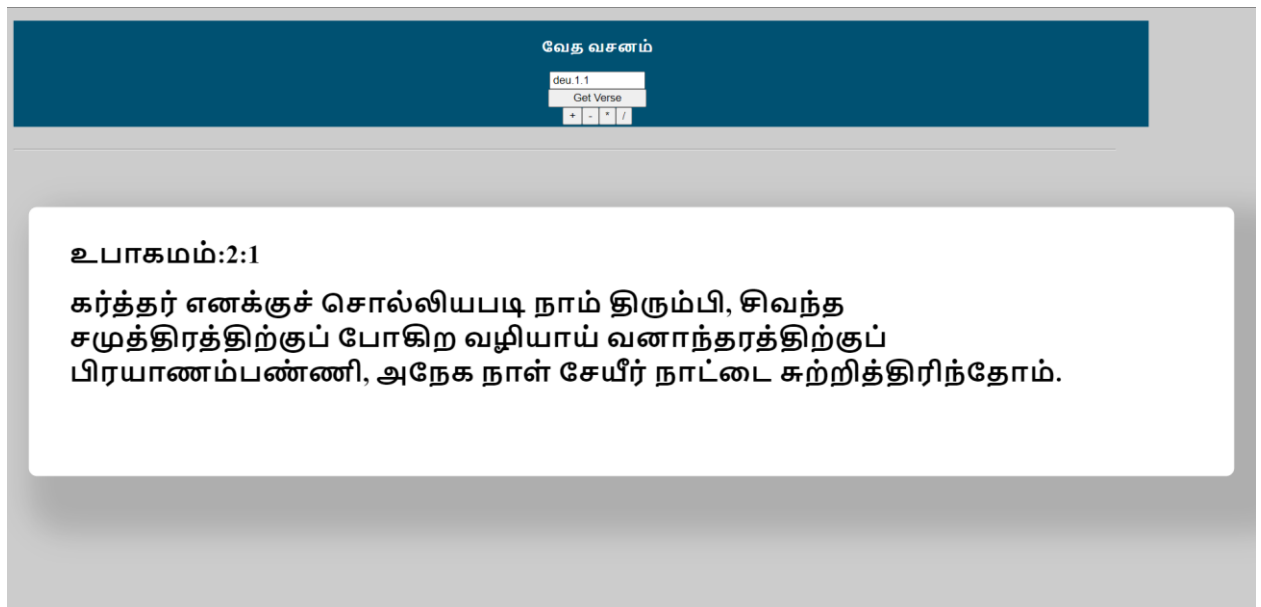 வேத வசனம்
deu.1.1
Get Verse
+ - * /
உபாகமம்:2:1
கர்த்தர் எனக்குச் சொல்லியபடி நாம் திரும்பி, சிவந்த
சமுத்திரத்திற்குப் போகிற வழியாய் வனாந்தரத்திற்குப்
பிரயாணம்பண்ணி, அநேக நாள் சேயீர் நாட்டை சுற்றித்திரிந்தோம்.